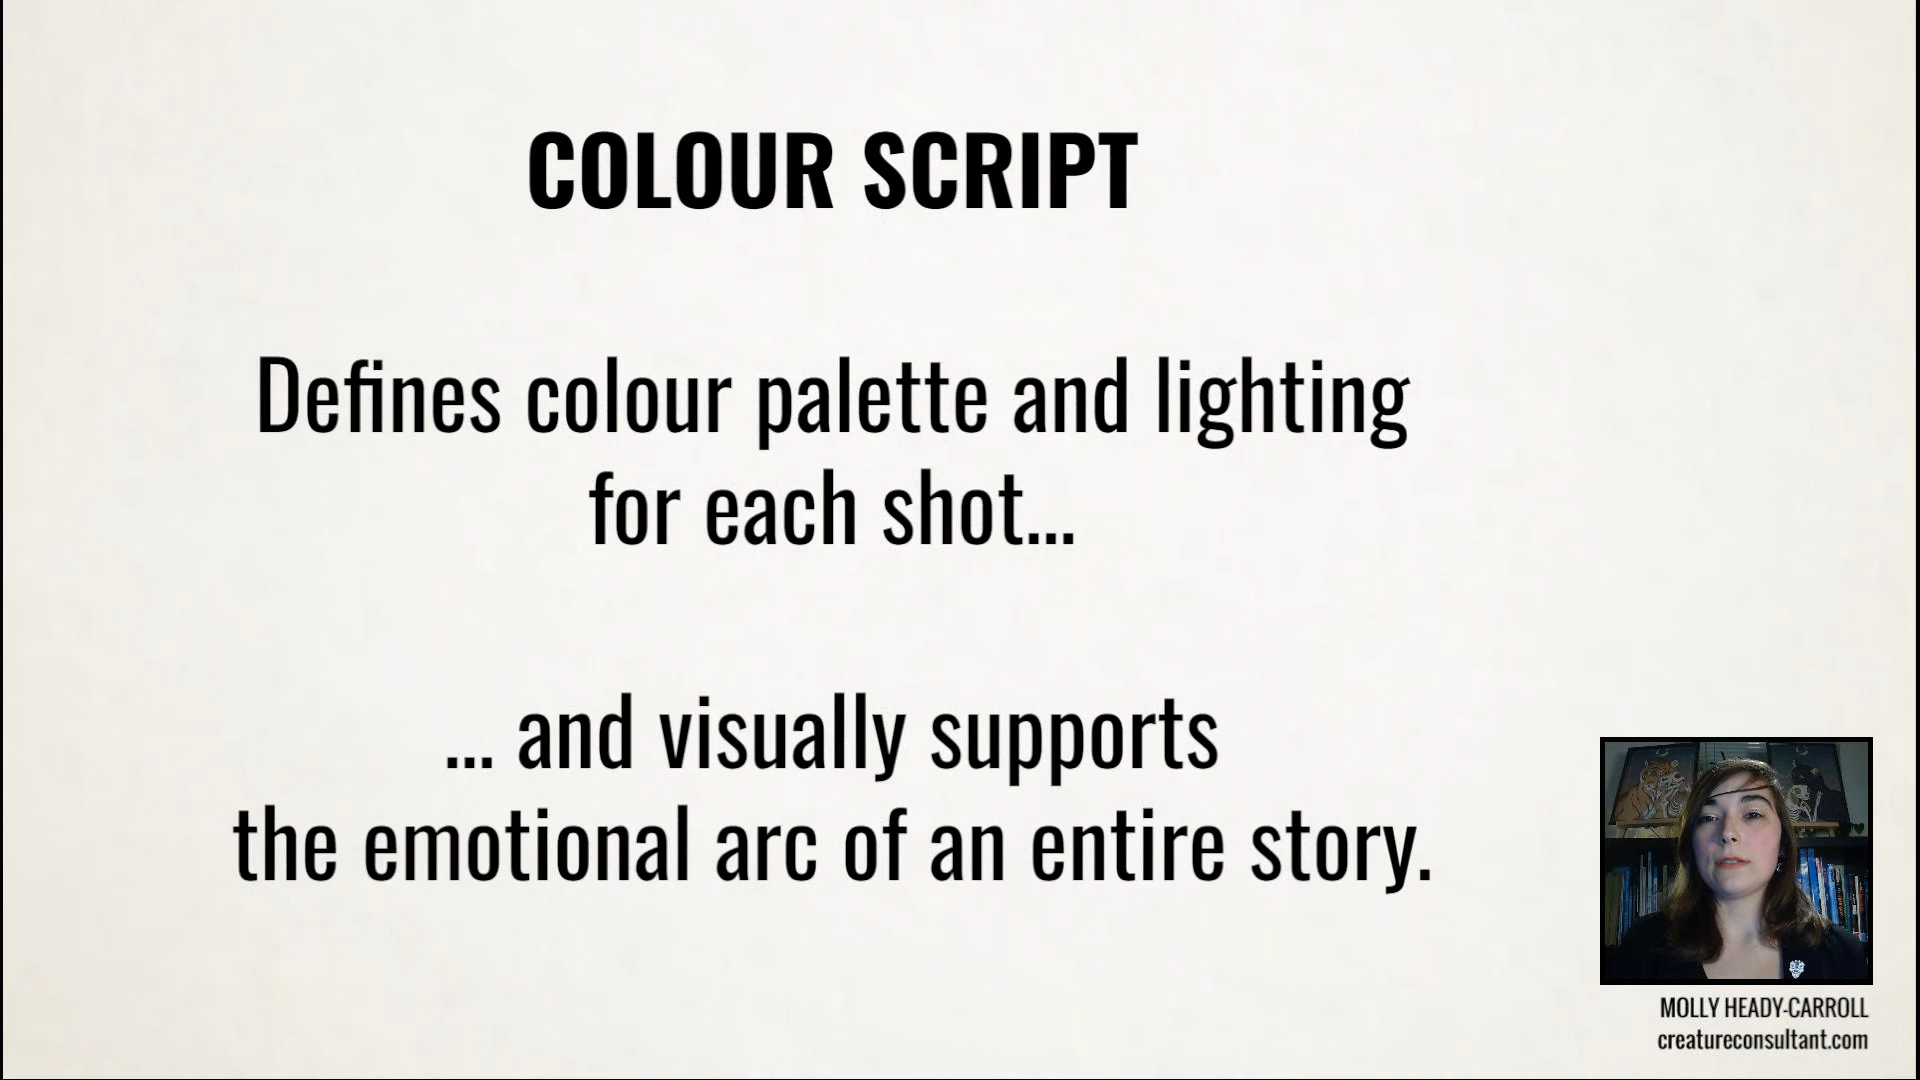 COLOUR SCRIPT
Defines colour palette and lighting
for each shot...
... and visually supports
the emotional arc of an entire story.
MOLLY HEADY-CARROLL
creatureconsultant.com